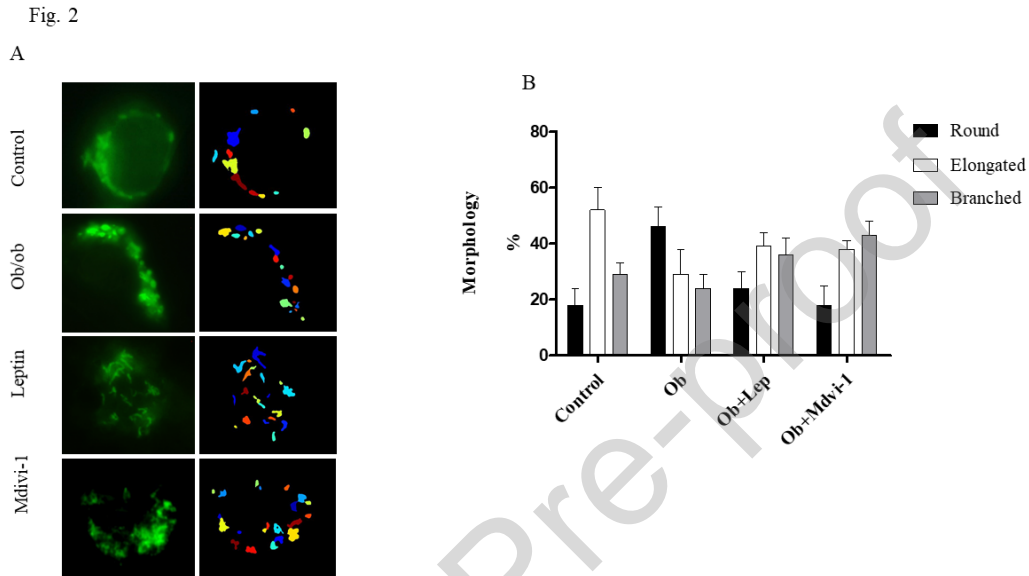 Fig. 2
A
Control
Ob/ob
Leptin
Mdivi-1
B
Round
Elongated
Branched
Morphology
%
80
60
40
20
0
Control
Ob
Ob+Lep
Ob+Mdvi-1
Pre-proof